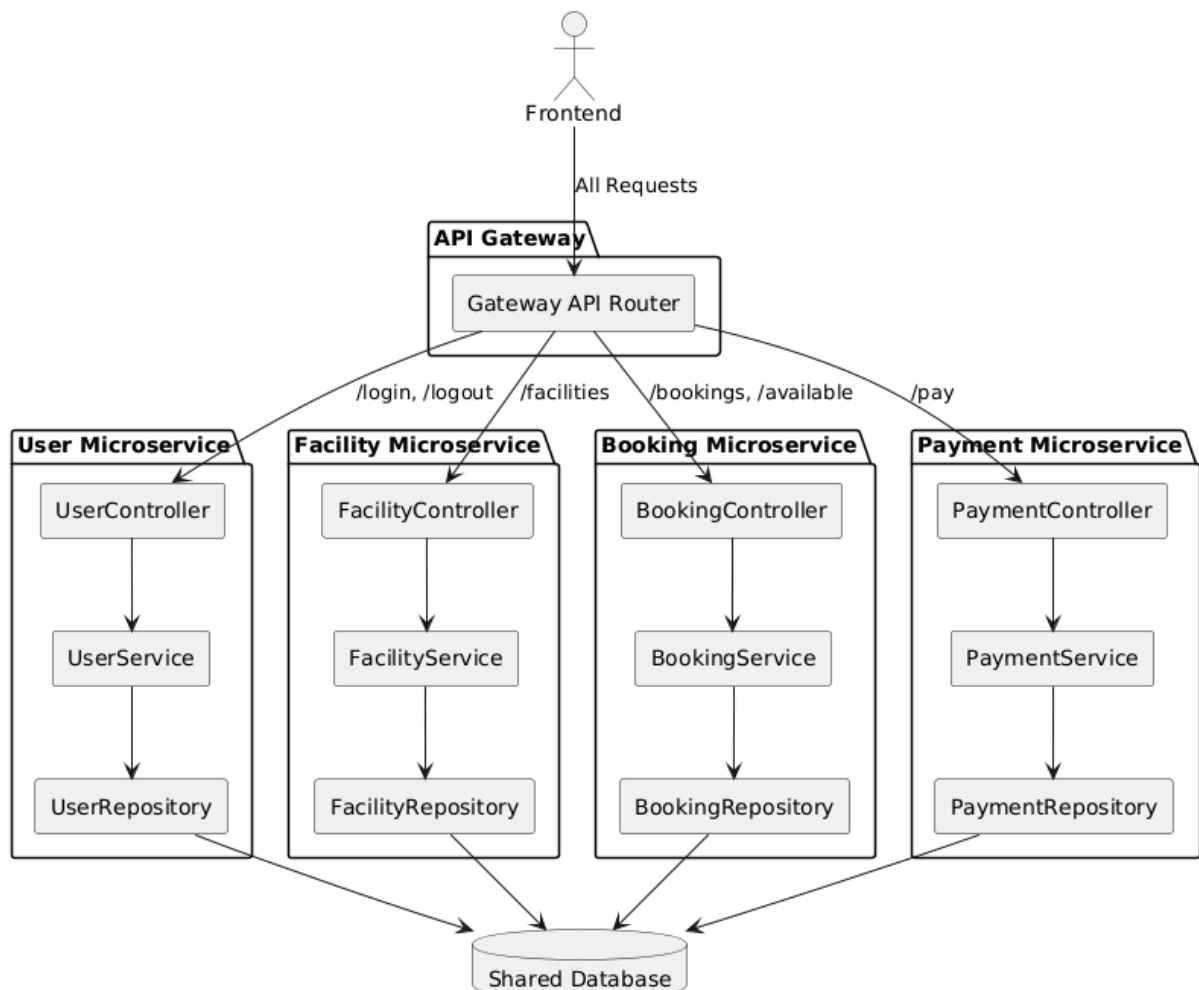 Frontend
All Requests
API Gateway
Gateway API Router
/login, /logout
/facilities
/bookings, /available
/pay
User Microservice
Facility Microservice
Booking Microservice
Payment Microservice
UserController
FacilityController
BookingController
PaymentController
UserService
FacilityService
BookingService
PaymentService
UserRepository
FacilityRepository
BookingRepository
PaymentRepository
Shared Database